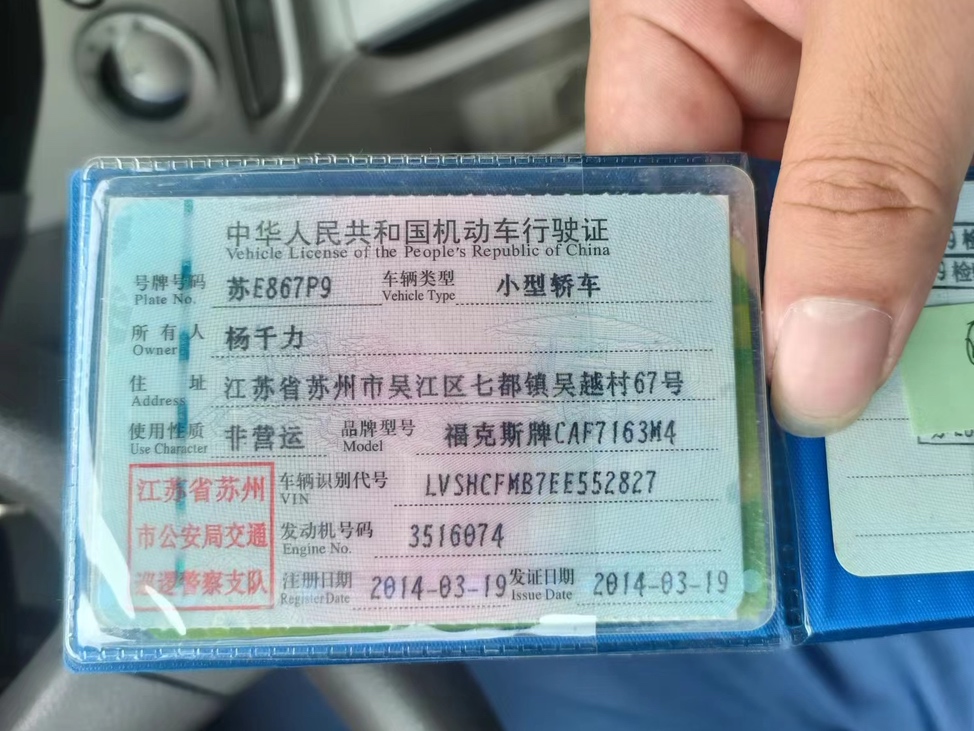 中华人民共和国机动车行驶证
Vehicle License of the People's Republic of China
号牌号码 苏E867P9 车辆类型 小型轿车
Plate No. Vehicle Type
所有人 杨千力
Owner
住址 江苏省苏州市吴江区七都镇吴越村67号
Address
使用性质 非营运 品牌型号 福克斯牌CAF7163M4
Use Character Model
江苏省苏州
市公安局交通
巡逻警察支队
车辆识别代号 LVSHCFMB7EE552827
VIN
发动机号码 3516074
Engine No.
注册日期 2014-03-19 发证日期 2014-03-19
Register Date Issue Date